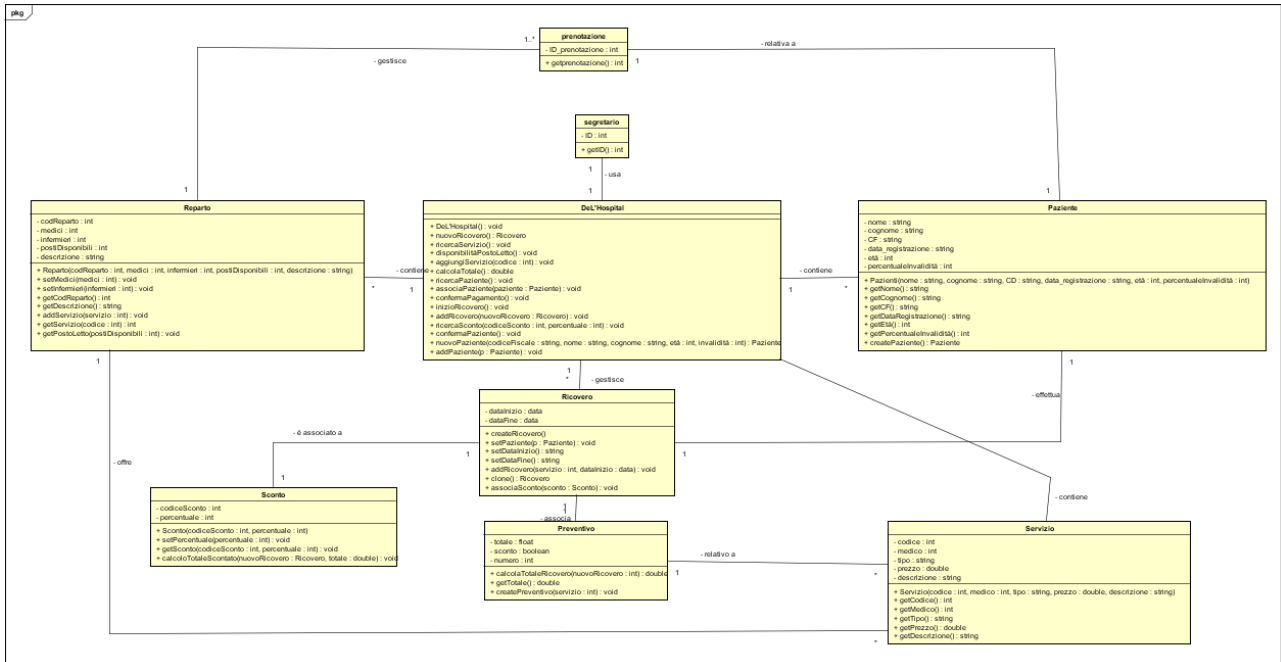 pkg
prenotazione
- ID_prenotazione : int
+ getprenotazione() : int
1..*
- gestisce
1
- relativa a
1
1
segretario
- ID : int
+ getID() : int
1
- usa
1
Reparto
- codReparto : int
- medici : int
- infermieri : int
- postiDisponibili : int
- descrizione : string
+ Reparto(codReparto : int, medici : int, infermieri : int, postiDisponibili : int, descrizione : string)
+ setMedici(medici : int) : void
+ setInfermieri(infermieri : int) : void
+ getCodReparto() : int
+ getDescrizione() : string
+ addServizio(servizio : int) : void
+ getServizio(codice : int) : int
+ getPostoLetto(postiDisponibili : int) : void
- contiene
*
1
DeL'Hospital
+ DeL'Hospital() : void
+ nuovoRicovero() : Ricovero
+ ricercaServizio() : void
+ disponibilitàPostoLetto() : void
+ aggiungiServizio(codice : int) : void
+ calcolaTotale() : double
+ ricercaPaziente() : void
+ associaPaziente(paziente : Paziente) : void
+ confermaPagamento() : void
+ inizioRicovero() : void
+ addRicovero(nuovoRicovero : Ricovero) : void
+ ricercaSconto(codiceSconto : int, percentuale : int) : void
+ confermaPaziente() : void
+ nuovoPaziente(codiceFiscale : string, nome : string, cognome : string, età : int, invalidità : int) : Paziente
+ addPaziente(p : Paziente) : void
- contiene
1
*
Paziente
- nome : string
- cognome : string
- CF : string
- data_registrazione : string
- età : int
- percentualeInvalidità : int
+ Pazienti(nome : string, cognome : string, CD : string, data_registrazione : string, età : int, percentualeInvalidità : int)
+ getNome() : string
+ getCognome() : string
+ getCF() : string
+ getDataRegistrazione() : string
+ getEtà() : int
+ getPercentualeInvalidità() : int
+ createPaziente() : Paziente
1
1
*
- gestisce
1
- effettua
Ricovero
- dataInizio : data
- dataFine : data
+ createRicovero()
+ setPaziente(p : Paziente) : void
+ setDataInizio() : string
+ setDataFine() : string
+ addRicovero(servizio : int, dataInizio : data) : void
+ clone() : Ricovero
+ associaSconto(sconto : Sconto) : void
- è associato a
1
1
1
- offre
- contiene
Sconto
- codiceSconto : int
- percentuale : int
+ Sconto(codiceSconto : int, percentuale : int)
+ setPercentuale(percentuale : int) : void
+ getSconto(codiceSconto : int, percentuale : int) : void
+ calcoloTotaleScontato(nuovoRicovero : Ricovero, totale : double) : void
1
- associa
Preventivo
- totale : float
- sconto : boolean
- numero : int
+ calcolaTotaleRicovero(nuovoRicovero : int) : double
+ getTotale() : double
+ createPreventivo(servizio : int) : void
- relativo a
1
*
Servizio
- codice : int
- medico : int
- tipo : string
- prezzo : double
- descrizione : string
+ Servizio(codice : int, medico : int, tipo : string, prezzo : double, descrizione : string)
+ getCodice() : int
+ getMedico() : int
+ getTipo() : string
+ getPrezzo() : double
+ getDescrizione() : string
*